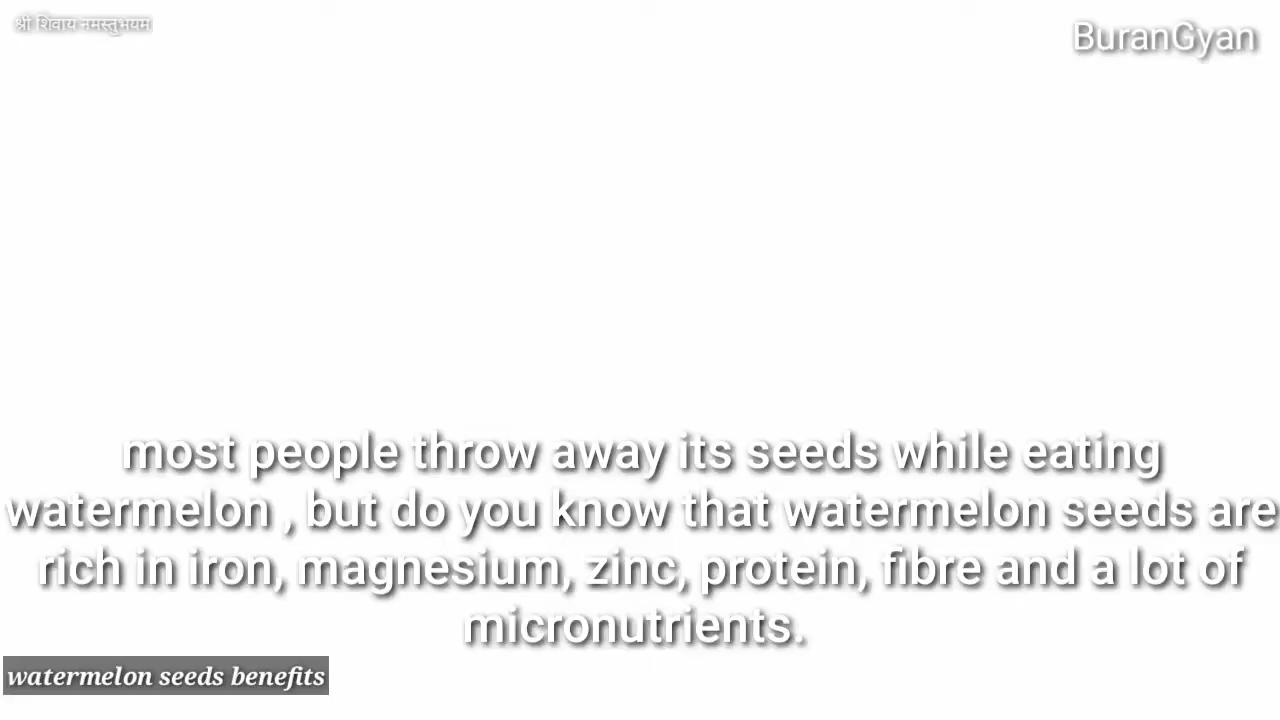 श्री शिवाय नमस्तुभयम
BuranGyan
most people throw away its seeds while eating
watermelon , but do you know that watermelon seeds are
rich in iron, magnesium, zinc, protein, fibre and a lot of
micronutrients.
watermelon seeds benefits